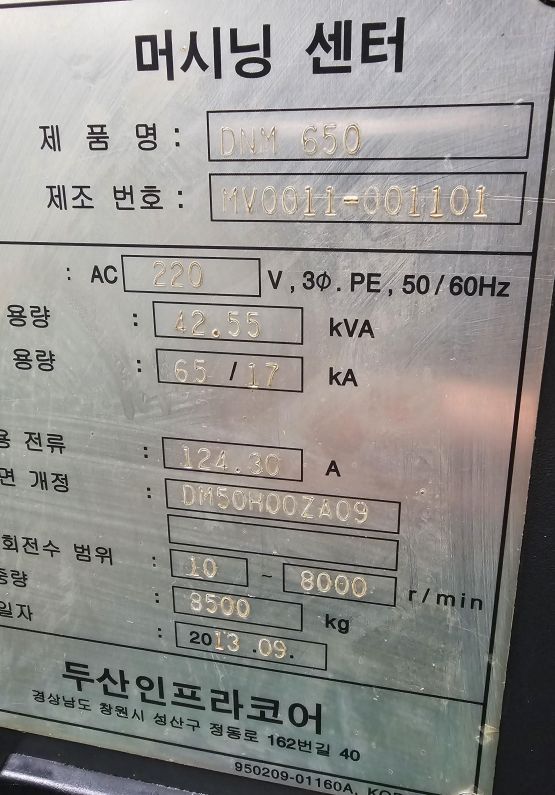 머시닝 센터
제 품 명 : DNM 650
제조 번호 : MV0011-001101
: AC 220 V , 3Φ . PE , 50 / 60Hz
용량 : 42.55 kVA
용량 : 65 / 17 kA
용 전류 : 124.30 A
면 개정 : DM50H00ZA09
회전수 범위 : 10 ~ 8000 r/min
중량 : 8500 kg
일자 : 2013 .09.
두산인프라코어
경상남도 창원시 성산구 정동로 162번길 40
950209-01160A, KOR